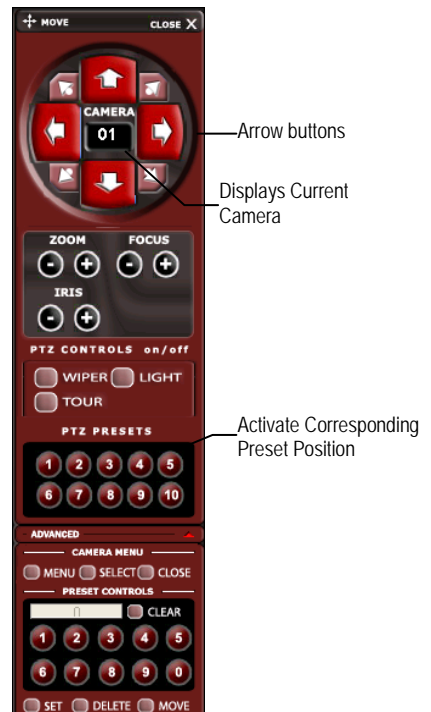 MOVE CLOSE X
CAMERA
01
Arrow buttons
Displays Current
Camera
ZOOM FOCUS
- + - +
IRIS
- +
PTZ CONTROLS on/off
WIPER LIGHT
TOUR
PTZ PRESETS
Activate Corresponding
Preset Position
1 2 3 4 5
6 7 8 9 10
ADVANCED
CAMERA MENU
MENU SELECT CLOSE
PRESET CONTROLS
CLEAR
1 2 3 4 5
6 7 8 9 0
SET DELETE MOVE